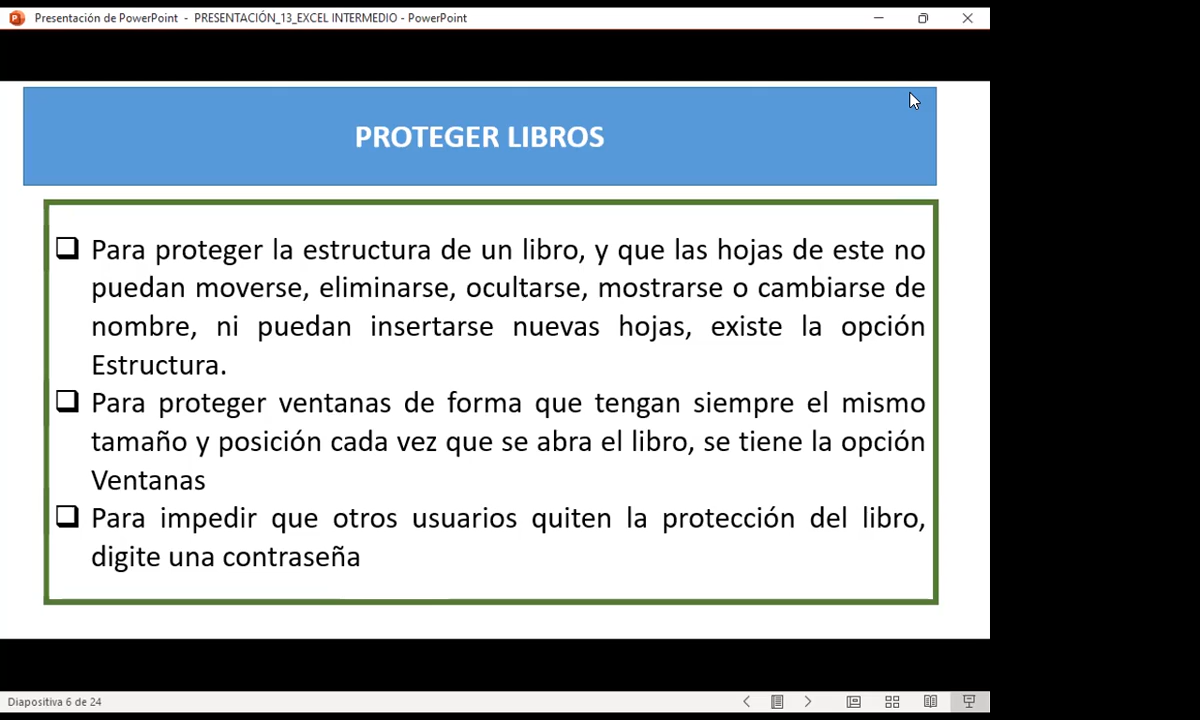 Presentación de PowerPoint - PRESENTACIÓN_13_EXCEL INTERMEDIO - PowerPoint
PROTEGER LIBROS
Para proteger la estructura de un libro, y que las hojas de este no
puedan moverse, eliminarse, ocultarse, mostrarse o cambiarse de
nombre, ni puedan insertarse nuevas hojas, existe la opción
Estructura.
Para proteger ventanas de forma que tengan siempre el mismo
tamaño y posición cada vez que se abra el libro, se tiene la opción
Ventanas
Para impedir que otros usuarios quiten la protección del libro,
digite una contraseña
Diapositiva 6 de 24